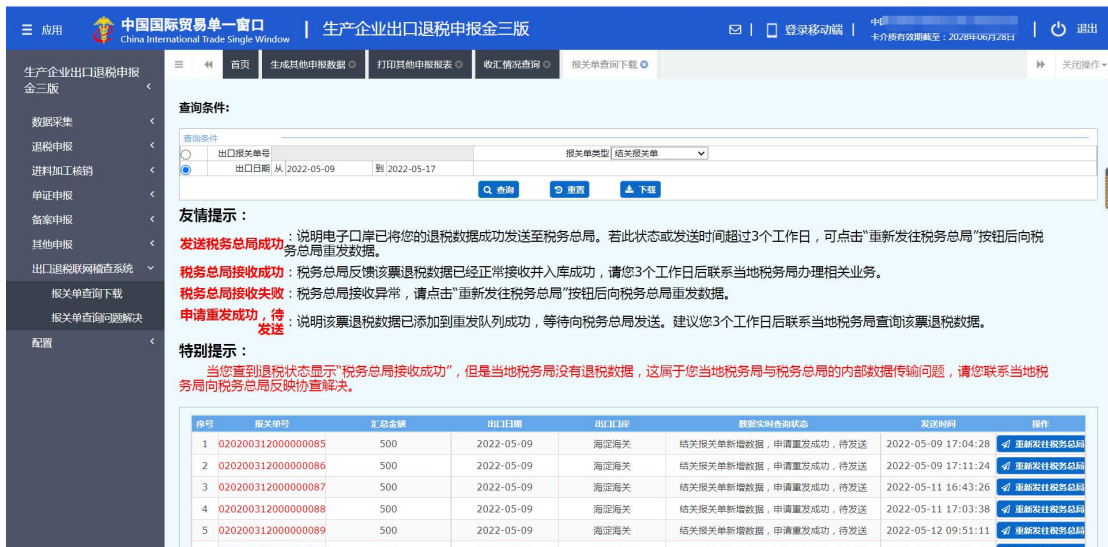 应用
中国国际贸易单一窗口
China International Trade Single Window
生产企业出口退税申报金三版
登录移动端
卡介质有效期截至：2028年06月28日
退出
生产企业出口退税申报
金三版
首页
生成其他申报数据
打印其他申报报表
收汇情况查询
报关单查询下载
关闭操作
数据采集
退税申报
进料加工核销
单证申报
备案申报
其他申报
出口退税联网稽查系统
报关单查询下载
报关单查询问题解决
配置
查询条件:
查询条件
出口报关单号
报关单类型 结关报关单
出口日期 从 2022-05-09 到 2022-05-17
查询 重置 下载
友情提示：
发送税务总局成功：说明电子口岸已将您的退税数据成功发送至税务总局。若此状态或发送时间超过3个工作日，可点击“重新发往税务总局”按钮后向税
务总局重发数据。
税务总局接收成功：税务总局反馈该票退税数据已经正常接收并入库成功，请您3个工作日后联系当地税务局办理相关业务。
税务总局接收失败：税务总局接收异常，请点击“重新发往税务总局”按钮后向税务总局重发数据。
申请重发成功，待
发送：说明该票退税数据已添加到重发队列成功，等待向税务总局发送。建议您3个工作日后联系当地税务局查询该票退税数据。
特别提示：
当您查到退税状态显示“税务总局接收成功”，但是当地税务局没有退税数据，这属于您当地税务局与税务总局的内部数据传输问题，请您联系当地税
务局向税务总局反映协查解决。
序号 报关单号 汇总金额 出口日期 出口口岸 数据实时查询状态 发送时间 操作
1 020200312000000085 500 2022-05-09 海淀海关 结关报关单新增数据，申请重发成功，待发送 2022-05-09 17:04:28 重新发往税务总局
2 020200312000000086 500 2022-05-09 海淀海关 结关报关单新增数据，申请重发成功，待发送 2022-05-09 17:11:24 重新发往税务总局
3 020200312000000087 500 2022-05-09 海淀海关 结关报关单新增数据，申请重发成功，待发送 2022-05-11 16:43:26 重新发往税务总局
4 020200312000000088 500 2022-05-09 海淀海关 结关报关单新增数据，申请重发成功，待发送 2022-05-11 17:03:38 重新发往税务总局
5 020200312000000089 500 2022-05-09 海淀海关 结关报关单新增数据，申请重发成功，待发送 2022-05-12 09:51:11 重新发往税务总局